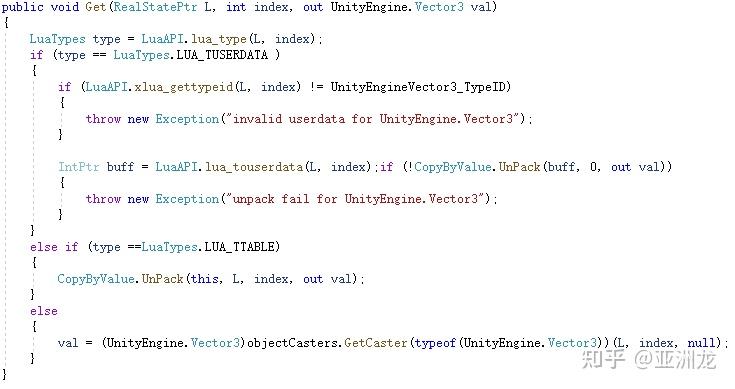 public void Get(RealStatePtr L, int index, out UnityEngine.Vector3 val)
{
    LuaTypes type = LuaAPI.lua_type(L, index);
    if (type == LuaTypes.LUA_TUSERDATA )
    {
        if (LuaAPI.xlua_gettypeid(L, index) != UnityEngineVector3_TypeID)
        {
            throw new Exception("invalid userdata for UnityEngine.Vector3");
        }

        IntPtr buff = LuaAPI.lua_touserdata(L, index);if (!CopyByValue.UnPack(buff, 0, out val))
        {
            throw new Exception("unpack fail for UnityEngine.Vector3");
        }
    }
    else if (type ==LuaTypes.LUA_TTABLE)
    {
        CopyByValue.UnPack(this, L, index, out val);
    }
    else
    {
        val = (UnityEngine.Vector3)objectCasters.GetCaster(typeof(UnityEngine.Vector3))(L, index, null);
    }
}
知乎 @亚洲龙